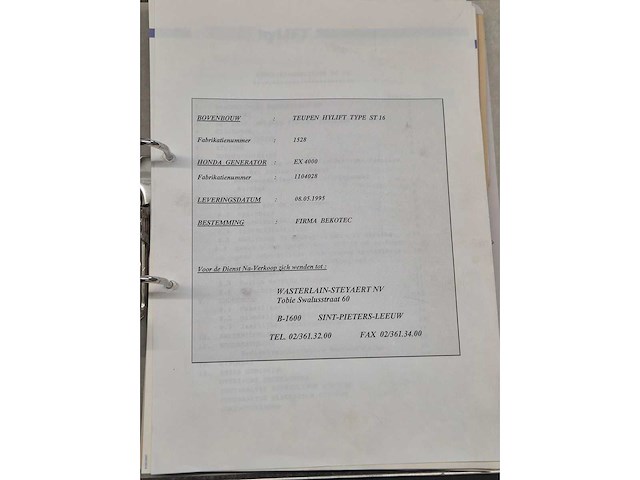 BOVENBOUW : TEUPEN HYLIFT TYPE ST 16
Fabrikatienummer : 1528
HONDA GENERATOR : EX 4000
Fabrikatienummer : 1104028
LEVERINGSDATUM : 08.05.1995
BESTEMMING : FIRMA BEKOTEC
Voor de Dienst Na-Verkoop zich wenden tot :
WASTERLAIN-STEYAERT NV
Tobie Swalusstraat 60
B-1600 SINT-PIETERS-LEEUW
TEL. 02/361.32.00 FAX 02/361.34.00